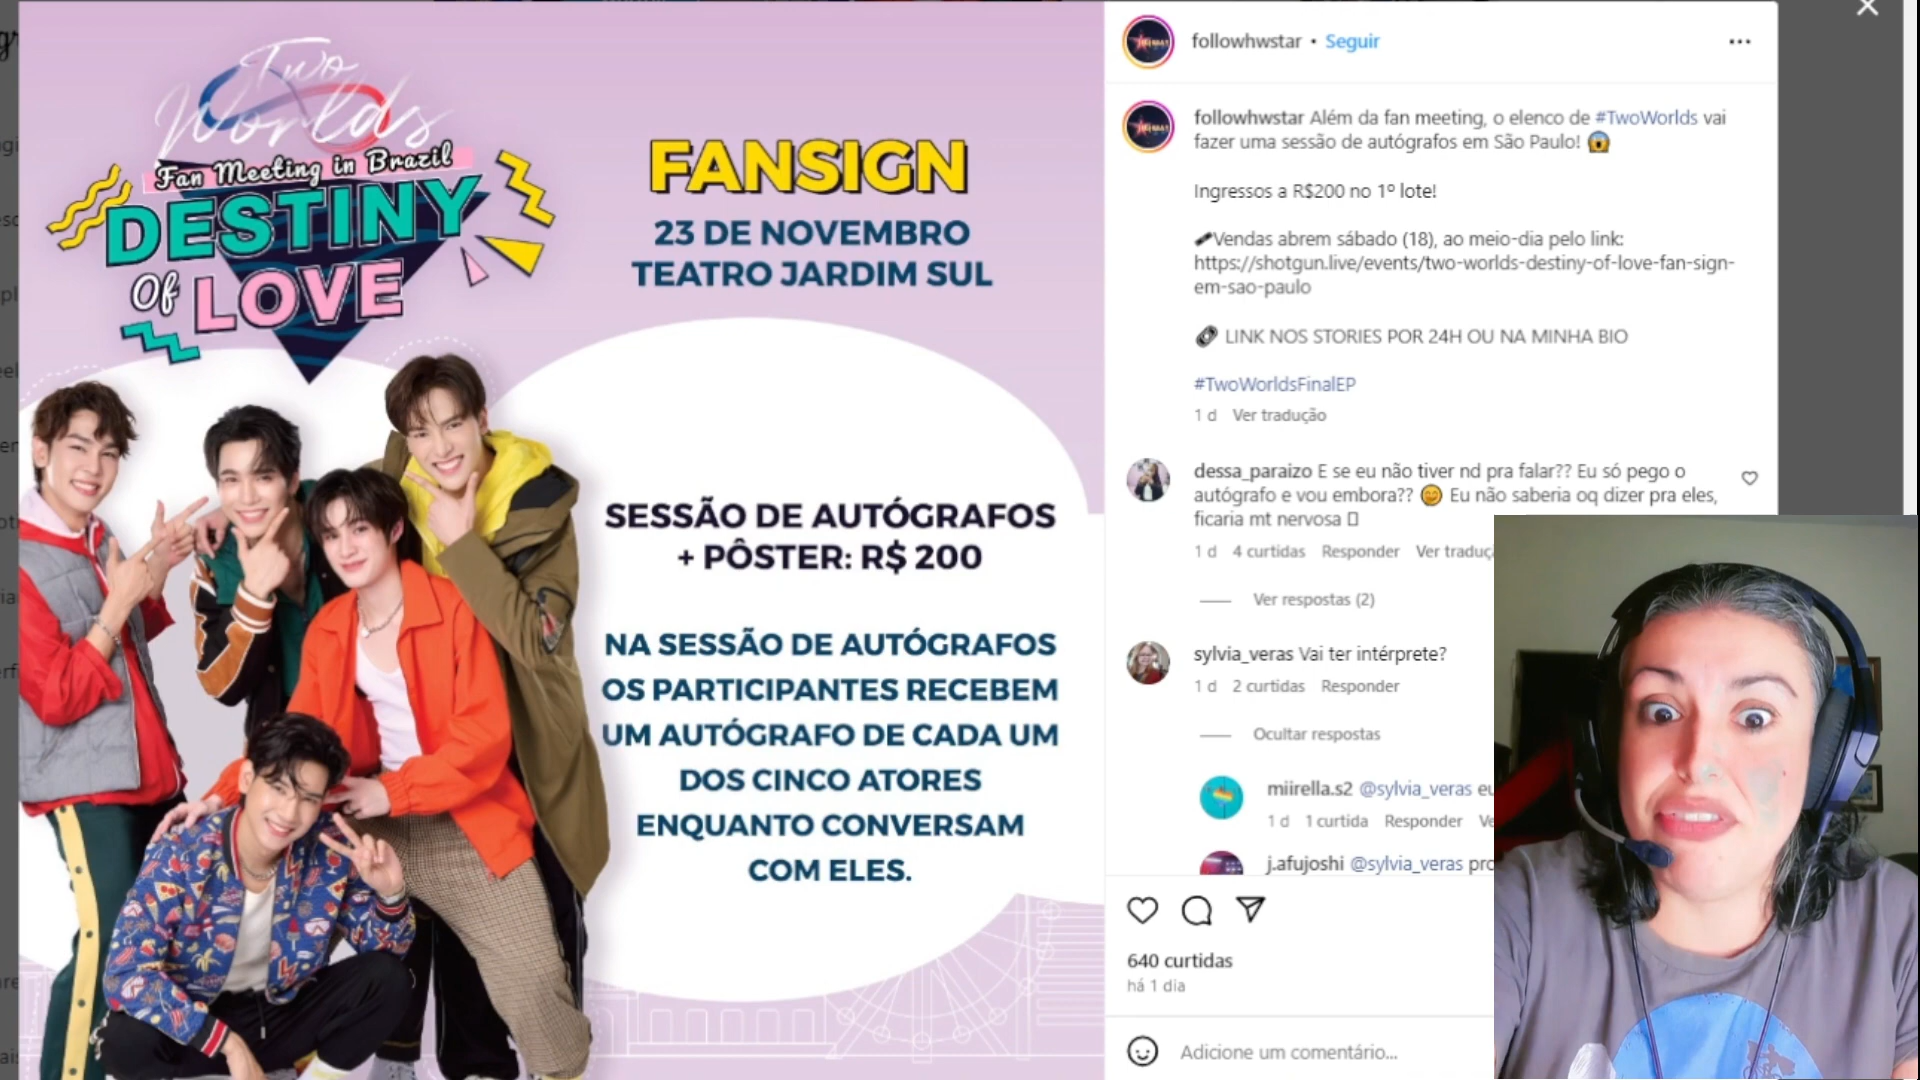 Two
Worlds
Fan Meeting in Brazil
DESTINY
Of LOVE
FANSIGN
23 DE NOVEMBRO
TEATRO JARDIM SUL
SESSÃO DE AUTÓGRAFOS
+ PÔSTER: R$ 200
NA SESSÃO DE AUTÓGRAFOS
OS PARTICIPANTES RECEBEM
UM AUTÓGRAFO DE CADA UM
DOS CINCO ATORES
ENQUANTO CONVERSAM
COM ELES.
followhwstar • Seguir
followhwstar Além da fan meeting, o elenco de #TwoWorlds vai
fazer uma sessão de autógrafos em São Paulo! 😱
Ingressos a R$200 no 1º lote!
Vendas abrem sábado (18), ao meio-dia pelo link:
https://shotgun.live/events/two-worlds-destiny-of-love-fan-sign-
em-sao-paulo
LINK NOS STORIES POR 24H OU NA MINHA BIO
#TwoWorldsFinalEP
1 d Ver tradução
dessa_paraizo E se eu não tiver nd pra falar?? Eu só pego o
autógrafo e vou embora?? 😄 Eu não saberia oq dizer pra eles,
ficaria mt nervosa
1 d 4 curtidas Responder Ver traduç
Ver respostas (2)
sylvia_veras Vai ter intérprete?
1 d 2 curtidas Responder
Ocultar respostas
miirella.s2 @sylvia_veras eu
1 d 1 curtida Responder Ve
j.afujoshi @sylvia_veras pro
640 curtidas
há 1 dia
Adicione um comentário...